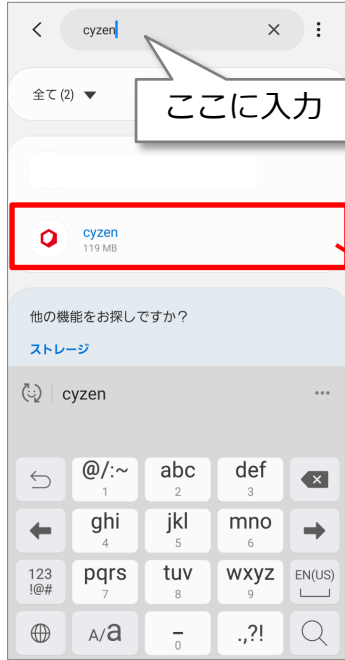 cyzen
ここに入力
全て (2) ▼
cyzen
119 MB
他の機能をお探しですか？
ストレージ
cyzen
@/:~ abc def
1 2 3
ghi jkl mno
4 5 6
123 pqrs tuv wxyz EN(US)
!@# 7 8 9
A/a – .,?!
0